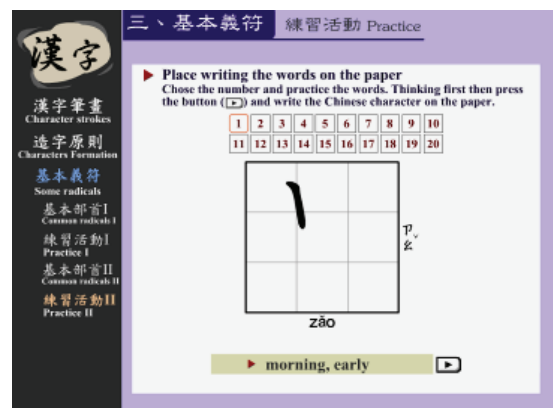 漢字
三、基本義符 練習活動 Practice
漢字筆畫
Character strokes
造字原則
Characters Formation
基本義符
Some radicals
基本部首I
Common radicals I
練習活動I
Practice I
基本部首II
Common radicals II
練習活動II
Practice II
Place writing the words on the paper
Chose the number and practice the words. Thinking first then press
the button ( ) and write the Chinese character on the paper.
1 2 3 4 5 6 7 8 9 10
11 12 13 14 15 16 17 18 19 20
ㄗㄠˇ
zǎo
morning, early